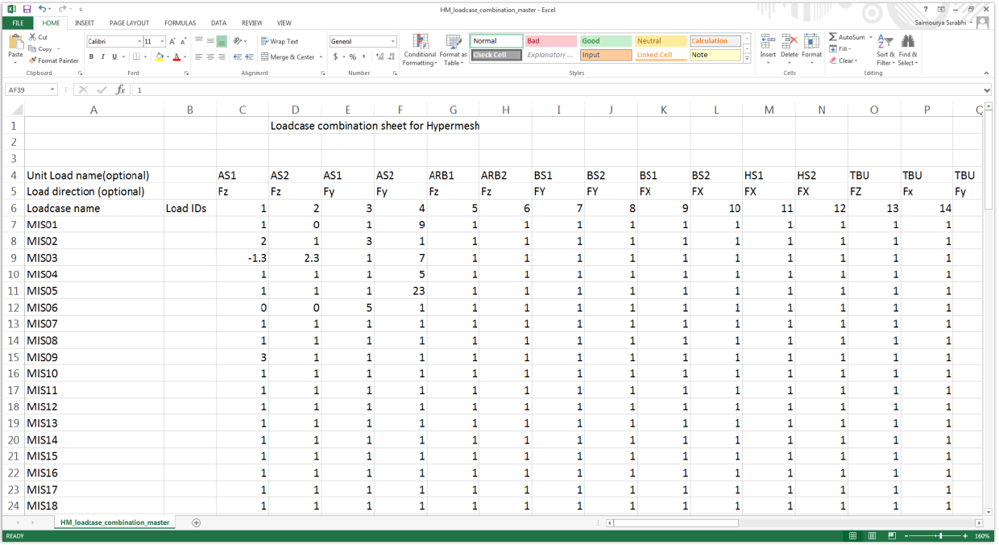 HM_loadcase_combination_master - Excel
FILE HOME INSERT PAGE LAYOUT FORMULAS DATA REVIEW VIEW Saimourya Surabhi
Paste Cut Copy Format Painter Clipboard
Calibri 11 A A B I U A Font
Wrap Text Merge & Center Alignment
General $ % , Number
Conditional Formatting Format as Table
Normal Bad Good Neutral Calculation
Check Cell Explanatory ... Input Linked Cell Note
Styles
Insert Delete Format Cells
AutoSum Fill Clear Sort & Filter Find & Select Editing
AF39 fx 1
A B C D E F G H I J K L M N O P Q
1 Loadcase combination sheet for Hypermesh
2
3
4 Unit Load name(optional) AS1 AS2 AS1 AS2 ARB1 ARB2 BS1 BS2 BS1 BS2 HS1 HS2 TBU TBU TBU
5 Load direction (optional) Fz Fz Fy Fy Fz Fz FY FY FX FX FX FX FZ Fx Fy
6 Loadcase name Load IDs 1 2 3 4 5 6 7 8 9 10 11 12 13 14
7 MIS01 1 0 1 9 1 1 1 1 1 1 1 1 1 1
8 MIS02 2 1 3 1 1 1 1 1 1 1 1 1 1 1
9 MIS03 -1.3 2.3 1 7 1 1 1 1 1 1 1 1 1 1
10 MIS04 1 1 1 5 1 1 1 1 1 1 1 1 1 1
11 MIS05 1 1 1 23 1 1 1 1 1 1 1 1 1 1
12 MIS06 0 0 5 1 1 1 1 1 1 1 1 1 1 1
13 MIS07 1 1 1 1 1 1 1 1 1 1 1 1 1 1
14 MIS08 1 1 1 1 1 1 1 1 1 1 1 1 1 1
15 MIS09 3 1 1 1 1 1 1 1 1 1 1 1 1 1
16 MIS10 1 1 1 1 1 1 1 1 1 1 1 1 1 1
17 MIS11 1 1 1 1 1 1 1 1 1 1 1 1 1 1
18 MIS12 1 1 1 1 1 1 1 1 1 1 1 1 1 1
19 MIS13 1 1 1 1 1 1 1 1 1 1 1 1 1 1
20 MIS14 1 1 1 1 1 1 1 1 1 1 1 1 1 1
21 MIS15 1 1 1 1 1 1 1 1 1 1 1 1 1 1
22 MIS16 1 1 1 1 1 1 1 1 1 1 1 1 1 1
23 MIS17 1 1 1 1 1 1 1 1 1 1 1 1 1 1
24 MIS18 1 1 1 1 1 1 1 1 1 1 1 1 1 1
HM_loadcase_combination_master
READY 160%